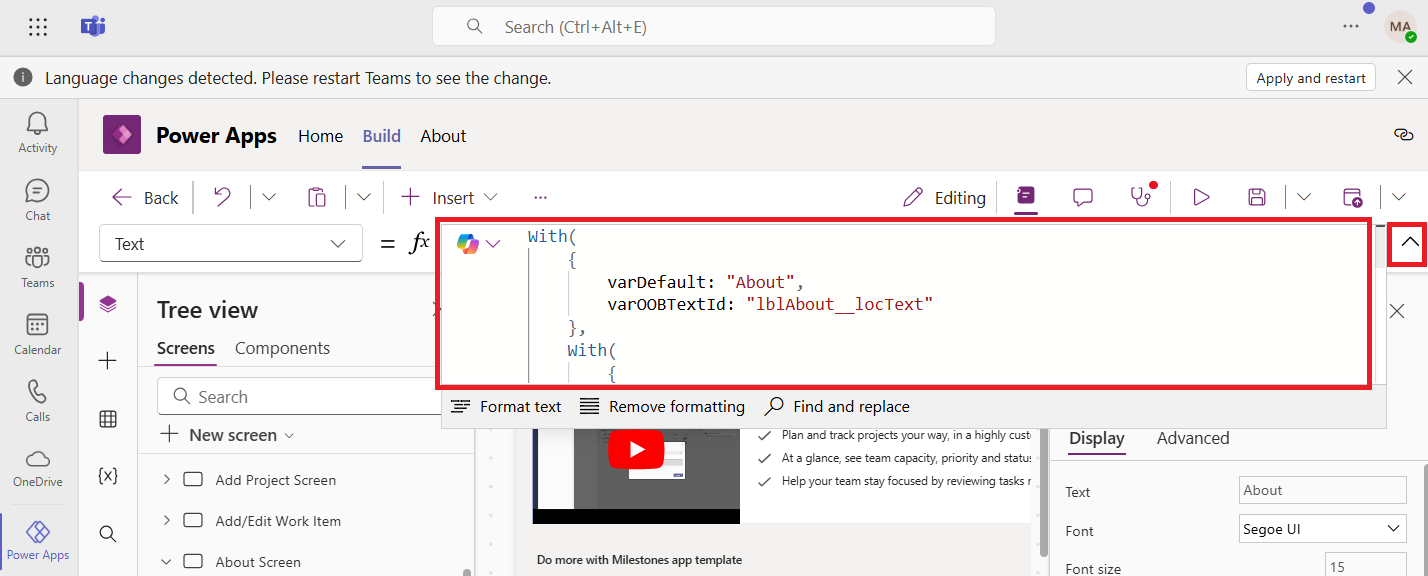 Search (Ctrl+Alt+E)
MA
Language changes detected. Please restart Teams to see the change.
Apply and restart
Activity
Chat
Teams
Calendar
Calls
OneDrive
Power Apps
Power Apps Home Build About
Back Insert Editing
Text = fx
With(
{
varDefault: "About",
varOOBTextId: "lblAbout__locText"
},
With(
{
Format text Remove formatting Find and replace
Tree view
Screens Components
Search
New screen
Add Project Screen
Add/Edit Work Item
About Screen
Plan and track projects your way, in a highly
At a glance, see team capacity, priority and
Help your team stay focused by reviewing tasks
Do more with Milestones app template
Display Advanced
Text About
Font Segoe UI
Font size 15